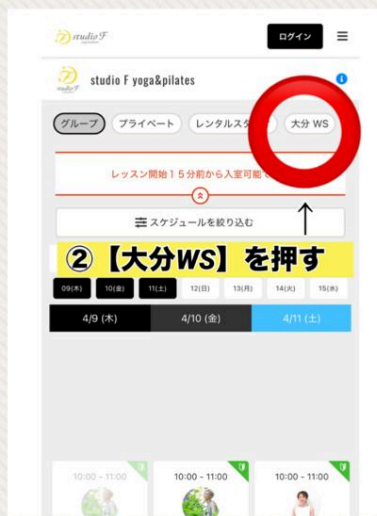 studio F
ログイン
studio F yoga&pilates
グループ
プライベート
レンタルスタ
大分 WS
レッスン開始15分前から入室可能
スケジュールを絞り込む
② 【大分WS】 を押す
09(木) 10(金) 11(土) 12(日) 13(月) 14(火) 15(水)
4/9 (木) 4/10 (金) 4/11 (土)
10:00 - 11:00 10:00 - 11:00 10:00 - 11:00